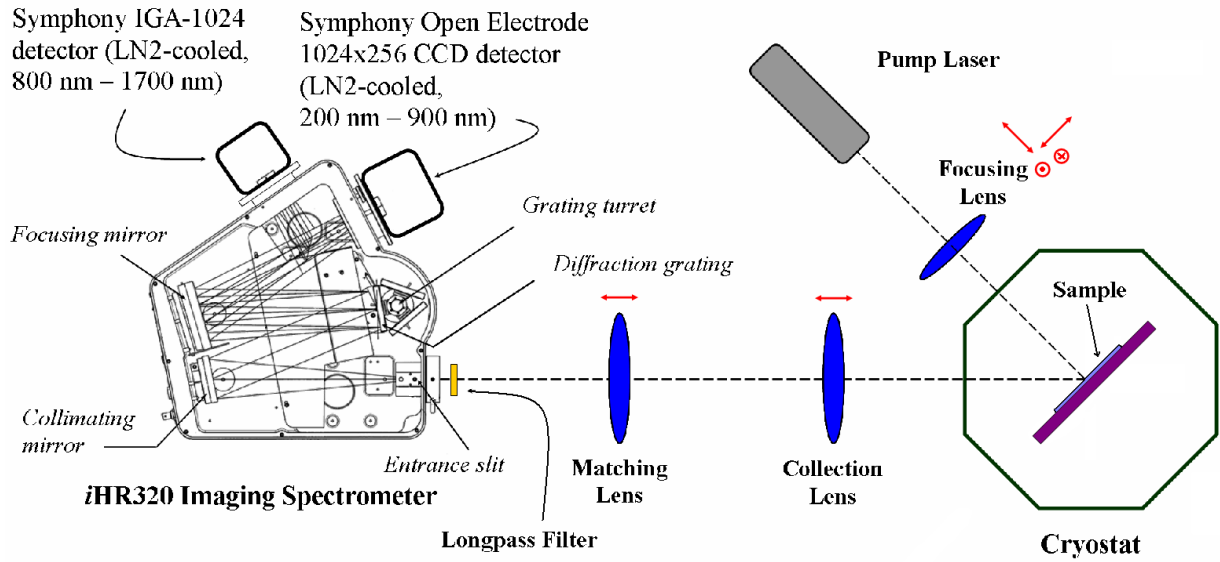 Symphony IGA-1024
detector (LN2-cooled,
800 nm – 1700 nm)
Symphony Open Electrode
1024x256 CCD detector
(LN2-cooled,
200 nm – 900 nm)
Pump Laser
Focusing
Lens
Grating turret
Focusing mirror
Diffraction grating
Sample
Collimating
mirror
Entrance slit
Matching
Lens
Collection
Lens
iHR320 Imaging Spectrometer
Longpass Filter
Cryostat